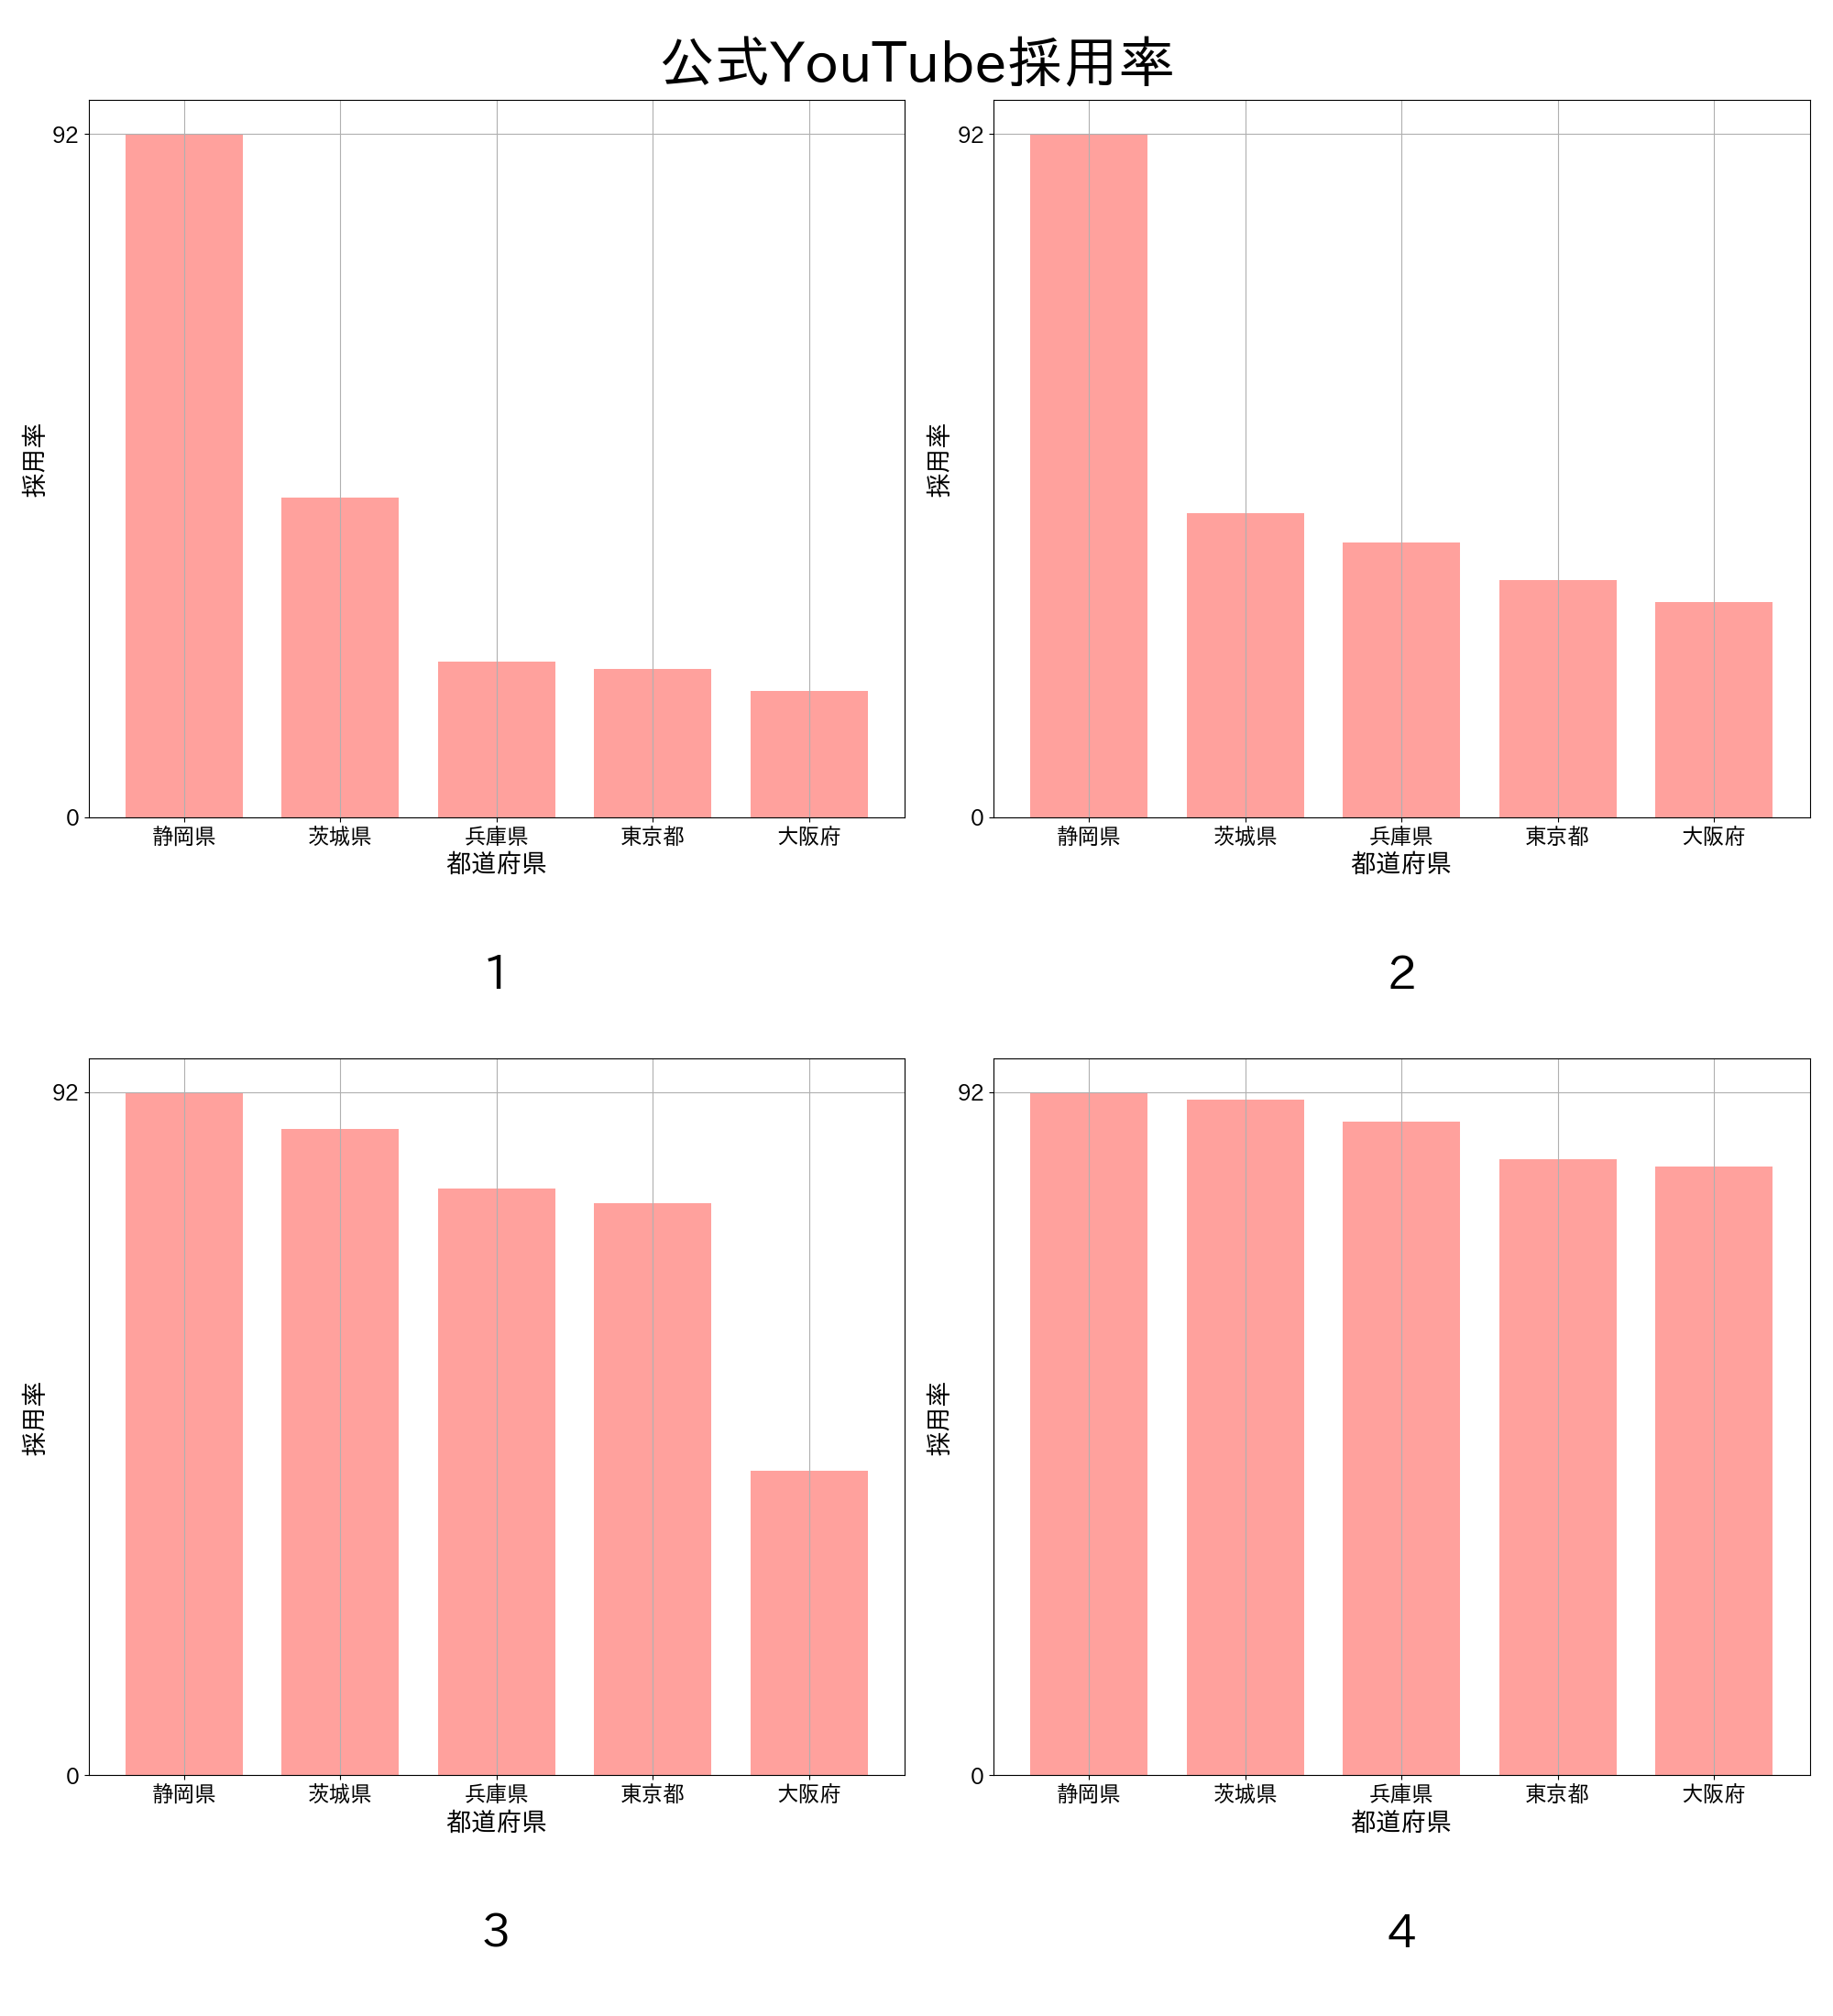 公式YouTube採用率
92
0
採用率
静岡県 茨城県 兵庫県 東京都 大阪府
都道府県
1
92
0
採用率
静岡県 茨城県 兵庫県 東京都 大阪府
都道府県
2
92
0
採用率
静岡県 茨城県 兵庫県 東京都 大阪府
都道府県
3
92
0
採用率
静岡県 茨城県 兵庫県 東京都 大阪府
都道府県
4